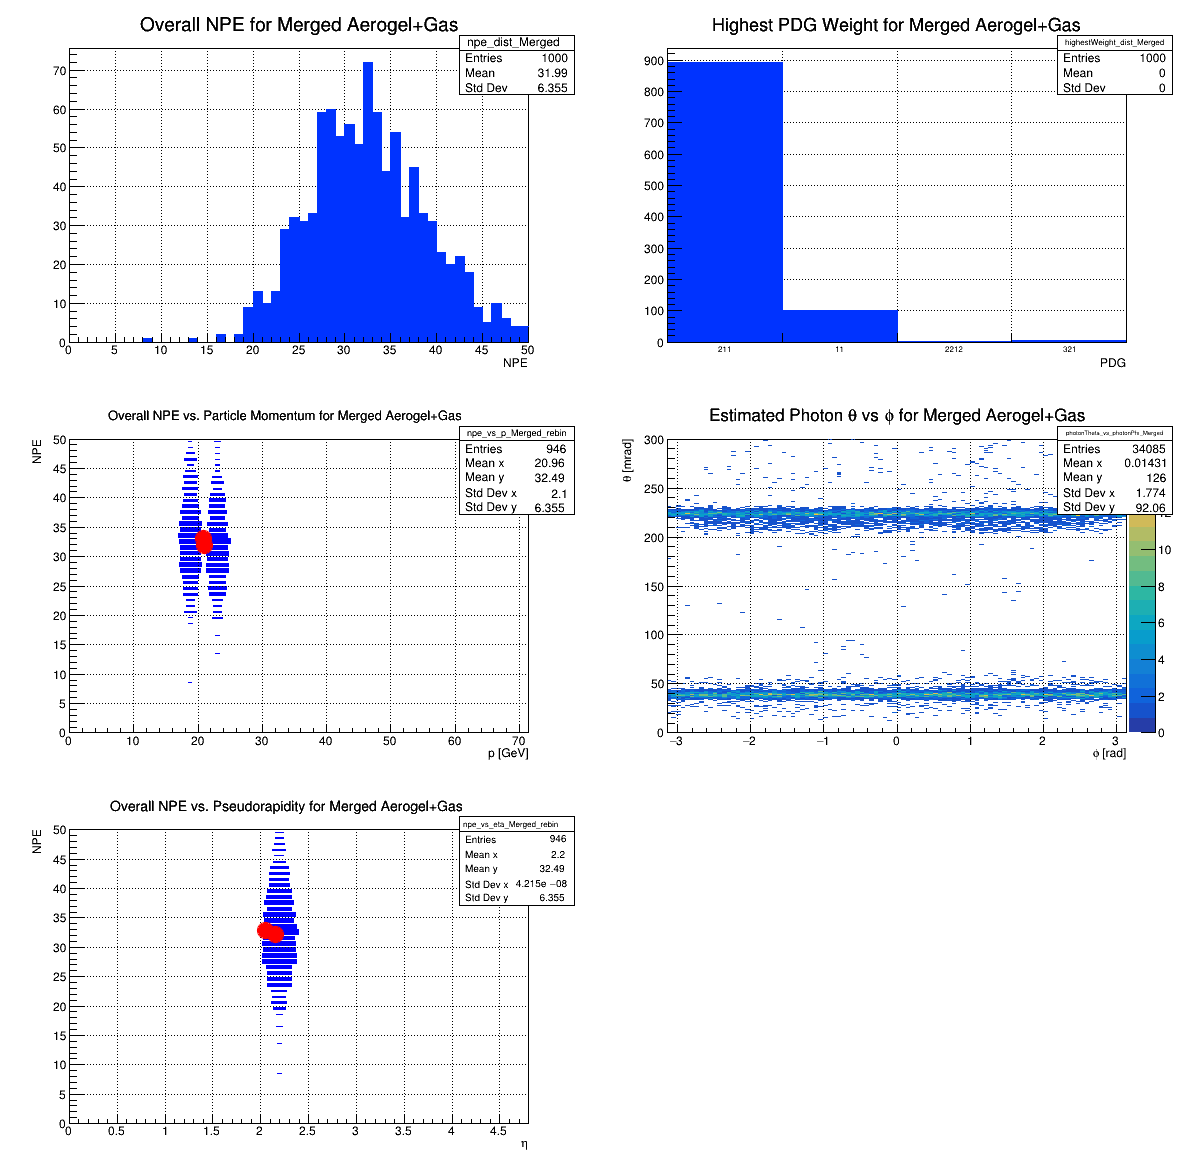 Overall NPE for Merged Aerogel+Gas
npe_dist_Merged
Entries 1000
Mean 31.99
Std Dev 6.355
70
60
50
40
30
20
10
0
0 5 10 15 20 25 30 35 40 45 50
NPE
Highest PDG Weight for Merged Aerogel+Gas
highestWeight_dist_Merged
Entries 1000
Mean 0
Std Dev 0
900
800
700
600
500
400
300
200
100
0
211 11 2212 321
PDG
Overall NPE vs. Particle Momentum for Merged Aerogel+Gas
npe_vs_p_Merged_rebin
Entries 946
Mean x 20.96
Mean y 32.49
Std Dev x 2.1
Std Dev y 6.355
NPE
50
45
40
35
30
25
20
15
10
5
0
0 10 20 30 40 50 60 70
p [GeV]
Estimated Photon θ vs ϕ for Merged Aerogel+Gas
photonTheta_vs_photonPhi_Merged
Entries 34085
Mean x 0.01431
Mean y 126
Std Dev x 1.774
Std Dev y 92.06
θ [mrad]
300
250
200
150
100
50
0
−3 −2 −1 0 1 2 3
ϕ [rad]
12
10
8
6
4
2
0
Overall NPE vs. Pseudorapidity for Merged Aerogel+Gas
npe_vs_eta_Merged_rebin
Entries 946
Mean x 2.2
Mean y 32.49
Std Dev x 4.215e −08
Std Dev y 6.355
NPE
50
45
40
35
30
25
20
15
10
5
0
0 0.5 1 1.5 2 2.5 3 3.5 4 4.5
η